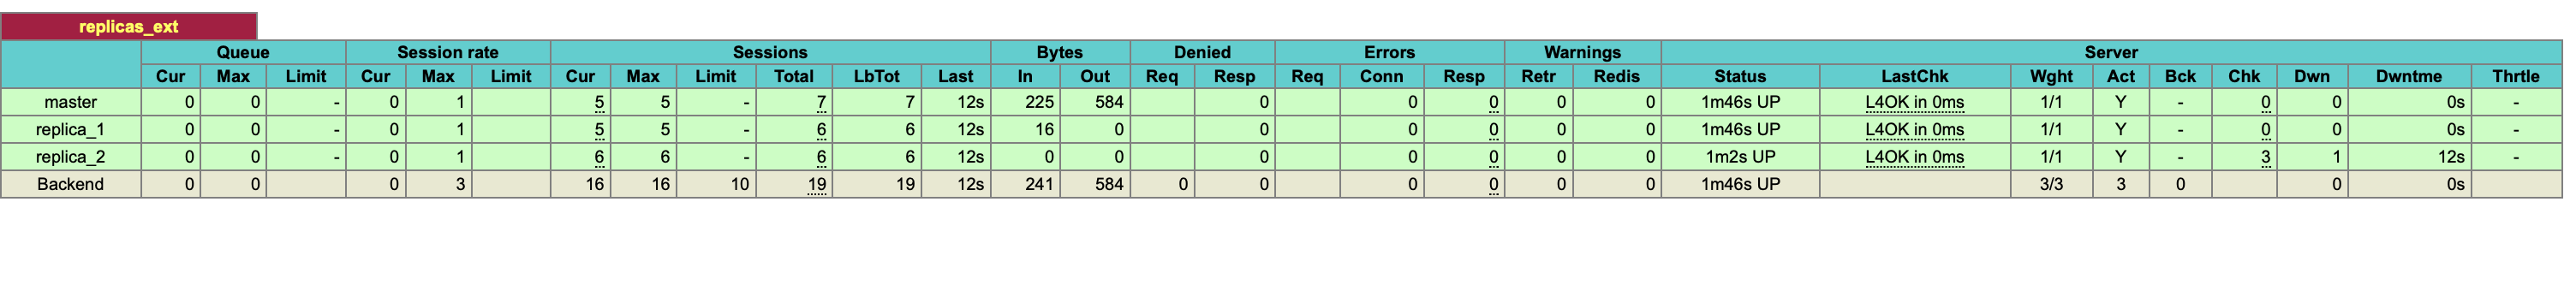 replicas_ext
Queue Session rate Sessions Bytes Denied Errors Warnings Server
Cur Max Limit Cur Max Limit Cur Max Limit Total LbTot Last In Out Req Resp Req Conn Resp Retr Redis Status LastChk Wght Act Bck Chk Dwn Dwntme Thrtle
master 0 0 - 0 1 5 5 - 7 7 12s 225 584 0 0 0 0 0 1m46s UP L4OK in 0ms 1/1 Y - 0 0 0s -
replica_1 0 0 - 0 1 5 5 - 6 6 12s 16 0 0 0 0 0 0 1m46s UP L4OK in 0ms 1/1 Y - 0 0 0s -
replica_2 0 0 - 0 1 6 6 - 6 6 12s 0 0 0 0 0 0 0 1m2s UP L4OK in 0ms 1/1 Y - 3 1 12s -
Backend 0 0 0 3 16 16 10 19 19 12s 241 584 0 0 0 0 0 0 1m46s UP 3/3 3 0 0 0s